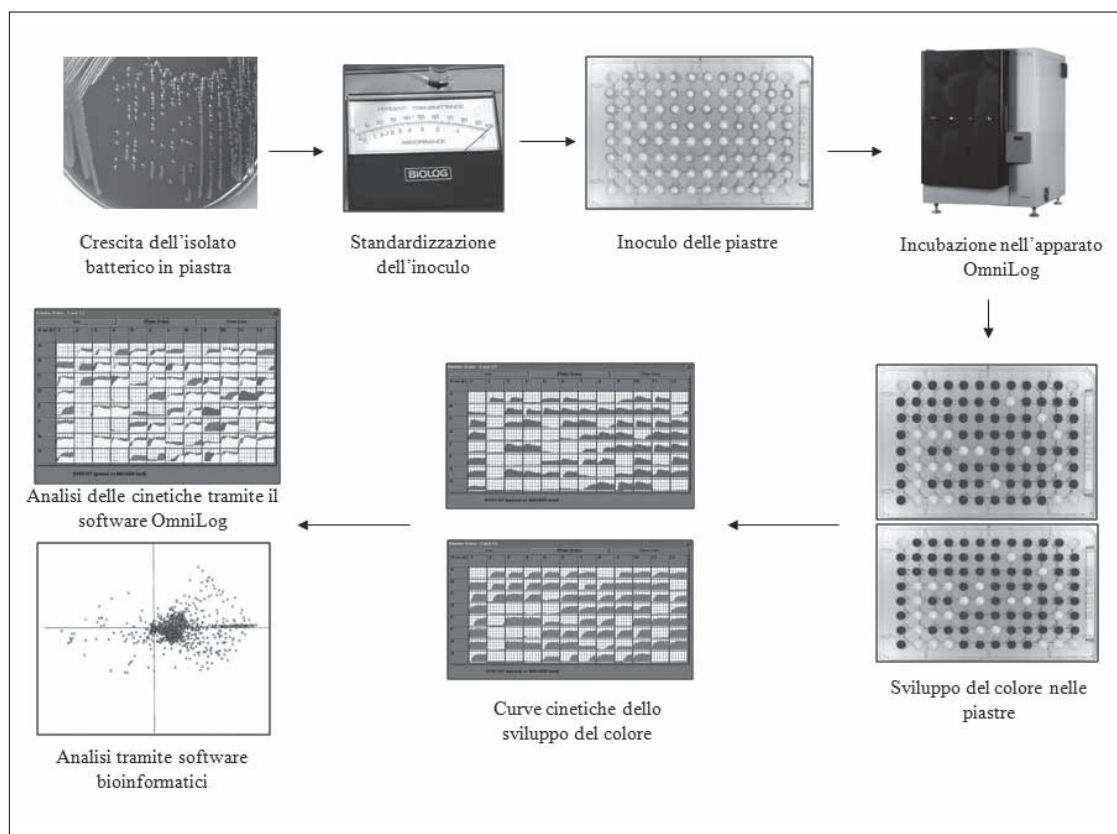 PERCENT TRANSMITTANCE
ABSORBANCE
BIOLOG
Crescita dell'isolato
batterico in piastra
Standardizzazione
dell'inoculo
Inoculo delle piastre
Incubazione nell'apparato
OmniLog
Analisi delle cinetiche tramite il
software OmniLog
Curve cinetiche dello
sviluppo del colore
Sviluppo del colore nelle
piastre
Analisi tramite software
bioinformatici